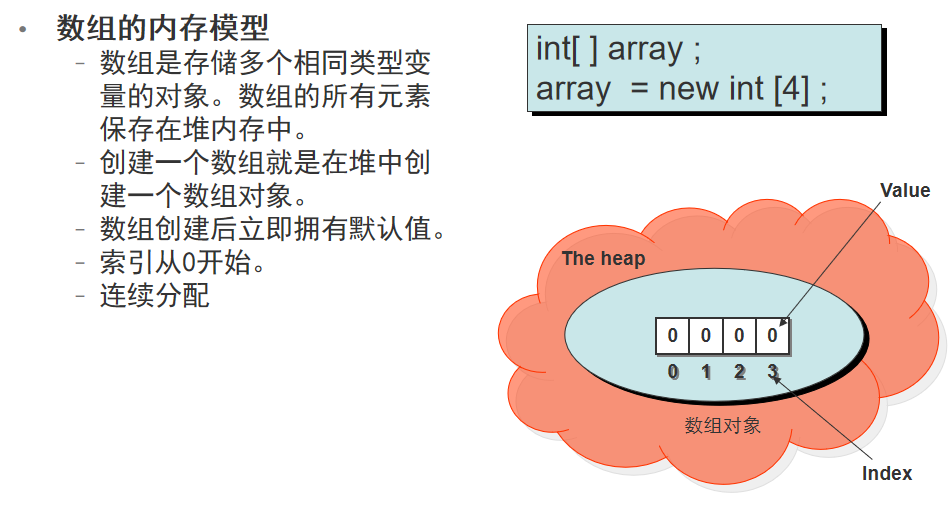 • 数组的内存模型
– 数组是存储多个相同类型变
量的对象。数组的所有元素
保存在堆内存中。
– 创建一个数组就是在堆中创
建一个数组对象。
– 数组创建后立即拥有默认值。
– 索引从0开始。
– 连续分配
int[ ] array ;
array = new int [4] ;
Value
The heap
0 0 0 0
0 1 2 3
数组对象
Index